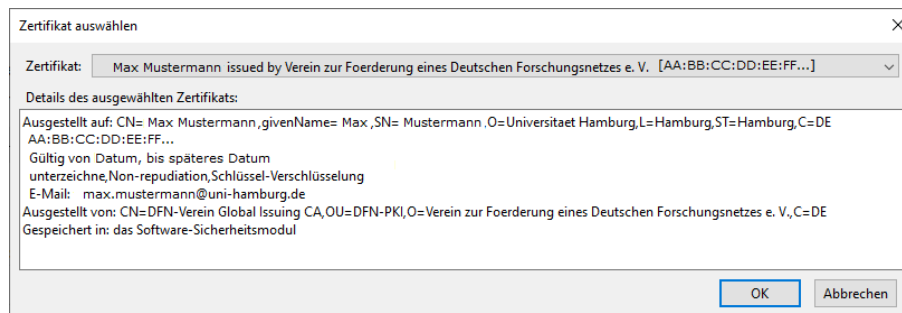 Zertifikat auswählen
Zertifikat: Max Mustermann issued by Verein zur Foerderung eines Deutschen Forschungsnetzes e. V. [AA:BB:CC:DD:EE:FF...]
Details des ausgewählten Zertifikats:
Ausgestellt auf: CN= Max Mustermann,givenName= Max ,SN= Mustermann,O=Universitaet Hamburg,L=Hamburg,ST=Hamburg,C=DE
AA:BB:CC:DD:EE:FF...
Gültig von Datum, bis späteres Datum
unterzeichne,Non-repudiation,Schlüssel-Verschlüsselung
E-Mail: max.mustermann@uni-hamburg.de
Ausgestellt von: CN=DFN-Verein Global Issuing CA,OU=DFN-PKI,O=Verein zur Foerderung eines Deutschen Forschungsnetzes e. V.,C=DE
Gespeichert in: das Software-Sicherheitsmodul
OK Abbrechen